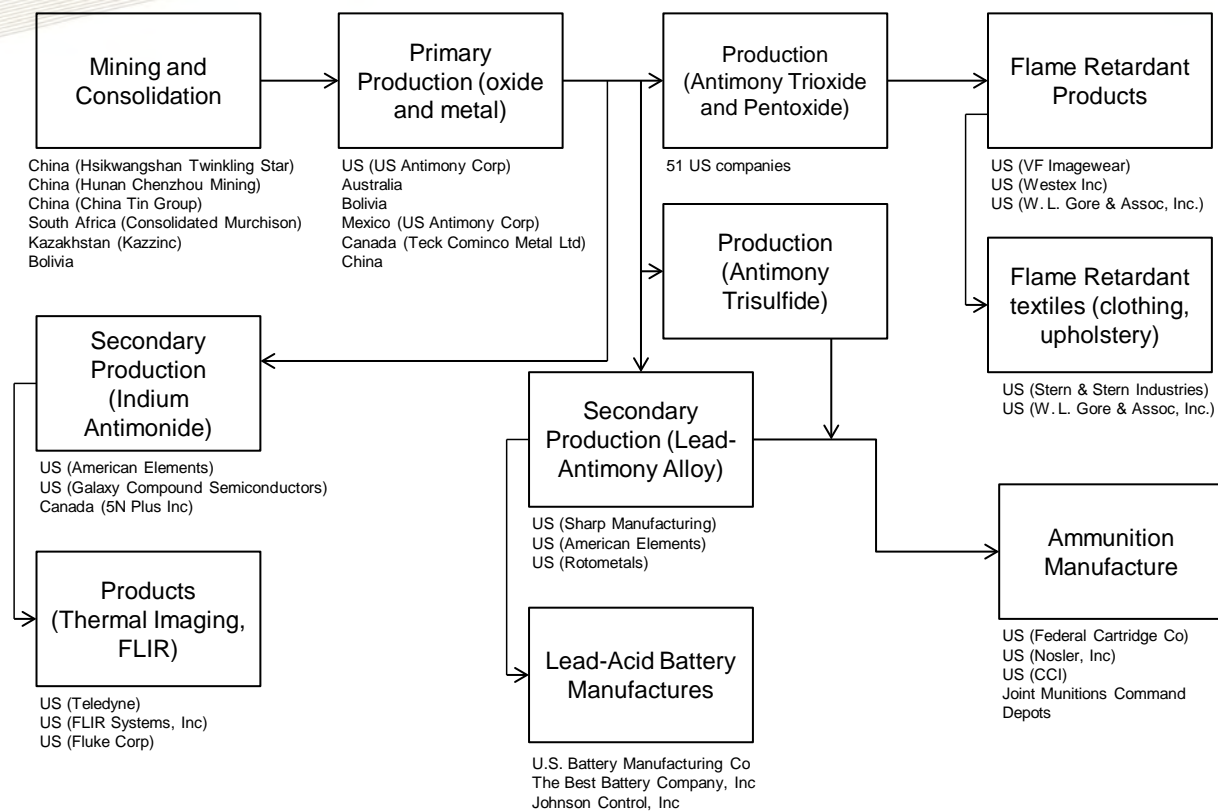 Mining and
Consolidation
China (Hsikwangshan Twinkling Star)
China (Hunan Chenzhou Mining)
China (China Tin Group)
South Africa (Consolidated Murchison)
Kazakhstan (Kazzinc)
Bolivia
Primary
Production (oxide
and metal)
US (US Antimony Corp)
Australia
Bolivia
Mexico (US Antimony Corp)
Canada (Teck Cominco Metal Ltd)
China
Production
(Antimony Trioxide
and Pentoxide)
51 US companies
Flame Retardant
Products
US (VF Imagewear)
US (Westex Inc)
US (W. L. Gore & Assoc, Inc.)
Production
(Antimony
Trisulfide)
Flame Retardant
textiles (clothing,
upholstery)
US (Stern & Stern Industries)
US (W. L. Gore & Assoc, Inc.)
Secondary
Production
(Indium
Antimonide)
US (American Elements)
US (Galaxy Compound Semiconductors)
Canada (5N Plus Inc)
Secondary
Production (Lead-
Antimony Alloy)
US (Sharp Manufacturing)
US (American Elements)
US (Rotometals)
Ammunition
Manufacture
US (Federal Cartridge Co)
US (Nosler, Inc)
US (CCI)
Joint Munitions Command
Depots
Products
(Thermal Imaging,
FLIR)
US (Teledyne)
US (FLIR Systems, Inc)
US (Fluke Corp)
Lead-Acid Battery
Manufactures
U.S. Battery Manufacturing Co
The Best Battery Company, Inc
Johnson Control, Inc